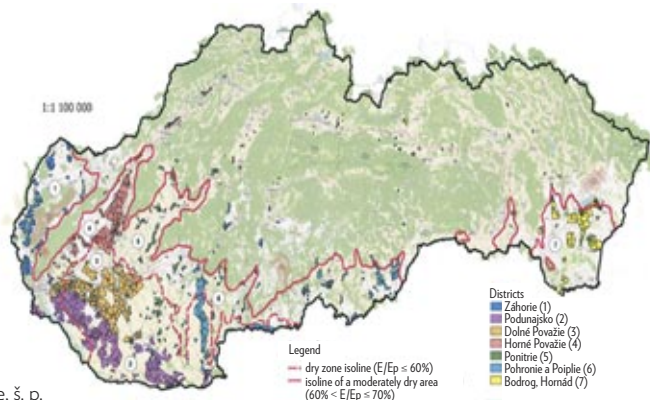 1:1 100 000
Districts
Záhorie (1)
Podunajsko (2)
Dolné Považie (3)
Horné Považie (4)
Ponitrie (5)
Pohronie a Poiplie (6)
Bodrog, Hornád (7)
Legend
dry zone isoline (E/Ep ≤ 60%)
isoline of a moderately dry area
(60% < E/Ep ≤ 70%)
e, š. p.